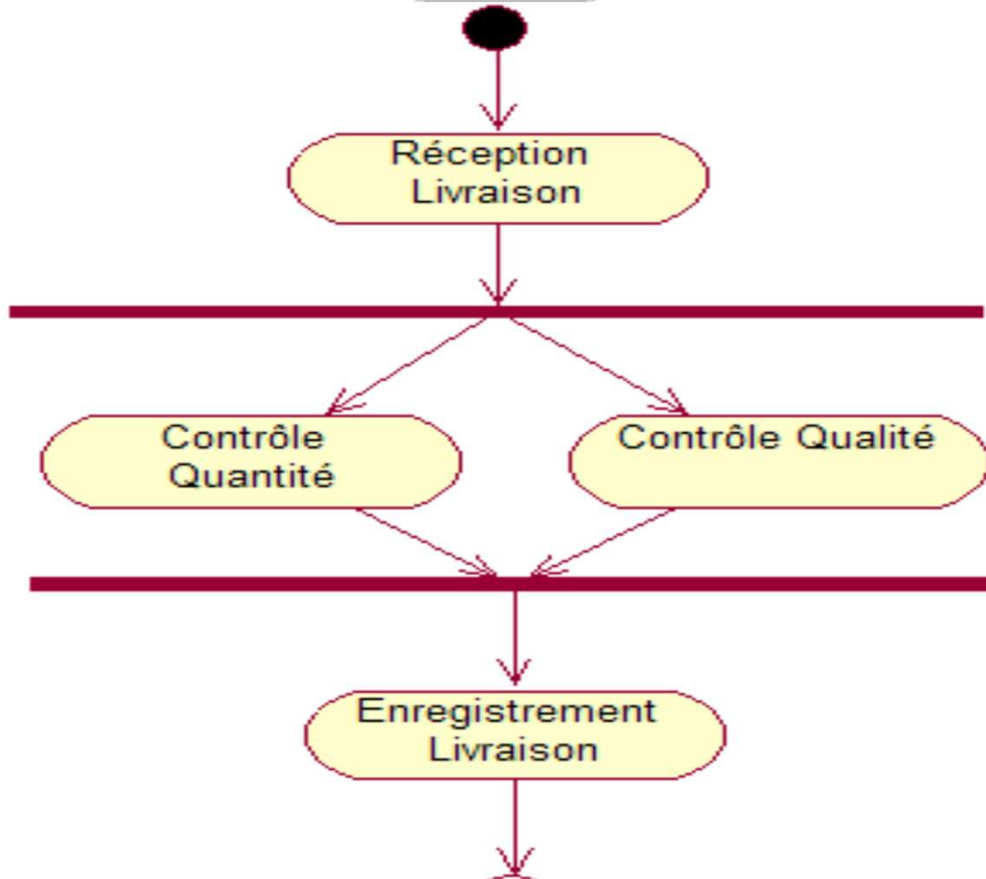 Réception
Livraison
Contrôle
Quantité
Contrôle Qualité
Enregistrement
Livraison